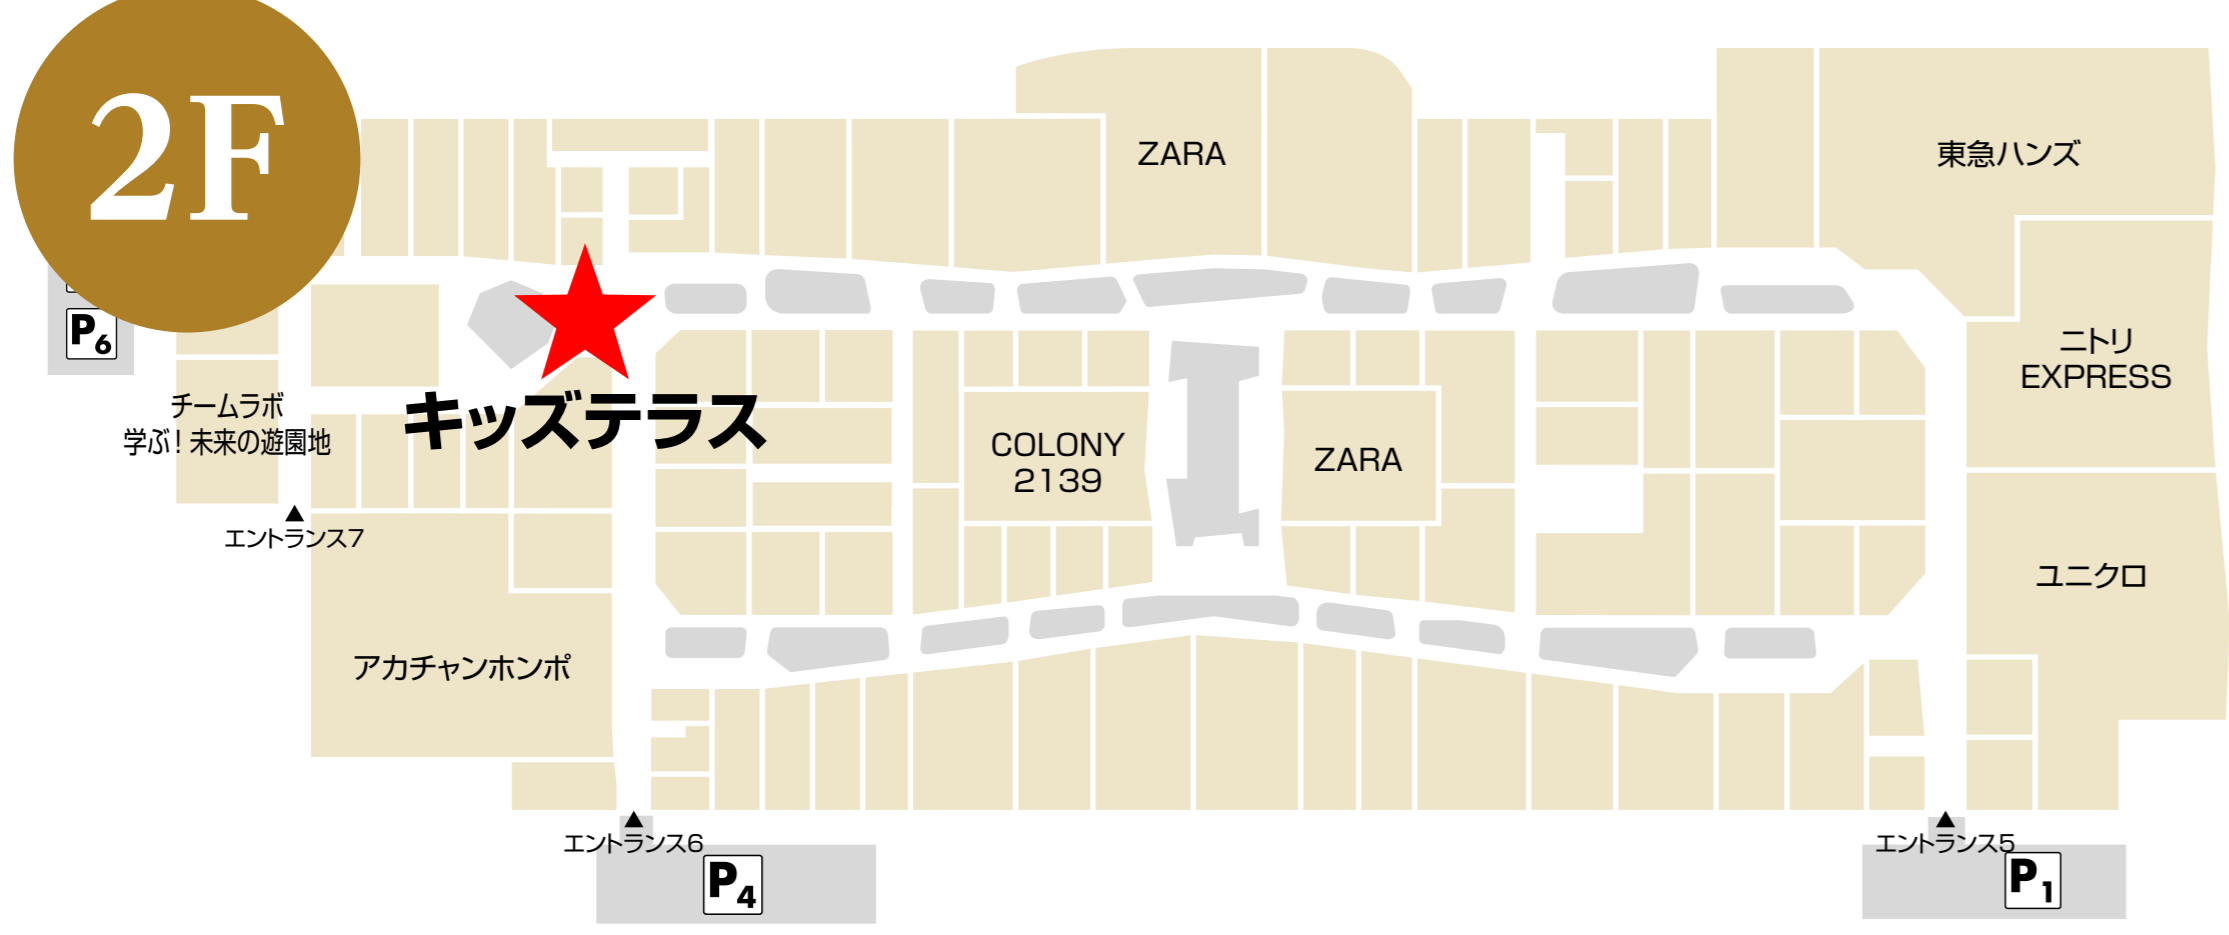 2F
ZARA
東急ハンズ
P6
ニトリ
EXPRESS
チームラボ
学ぶ！未来の遊園地
キッズテラス
COLONY
2139
ZARA
エントランス7
ユニクロ
アカチャンホンポ
エントランス6
エントランス5
P4
P1